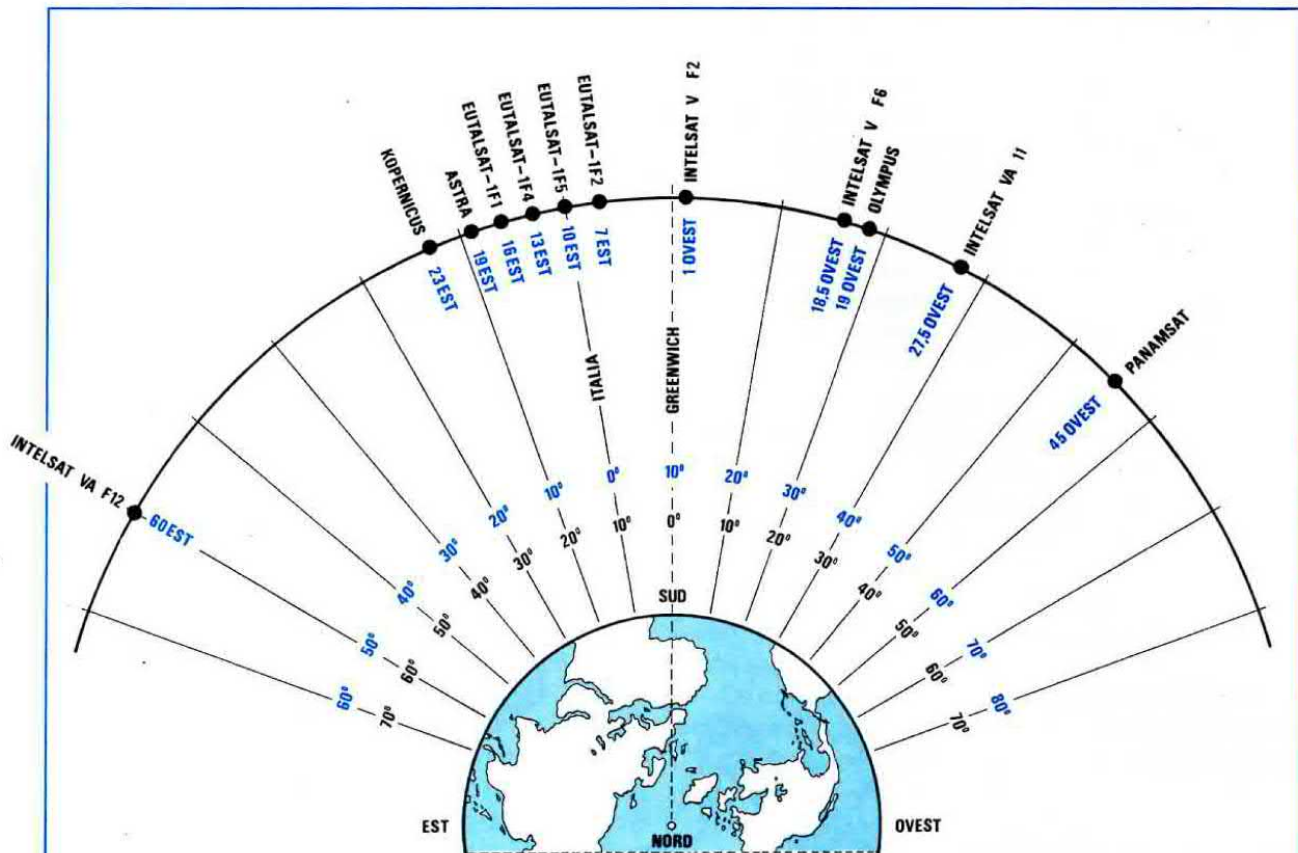 INTELSAT VA F12
KOPERNICUS
ASTRA
EUTALSAT-1F1
EUTALSAT-1F4
EUTALSAT-1F5
EUTALSAT-1F2
INTELSAT V F2
INTELSAT V F6
OLYMPUS
INTELSAT VA 11
PANAMSAT
60 EST
23 EST
19 EST
16 EST
13 EST
10 EST
7 EST
1 OVEST
18,5 OVEST
19 OVEST
27,5 OVEST
45 OVEST
ITALIA
GREENWICH
60° 50° 40° 30° 20° 10° 0° 10° 20° 30° 40° 50° 60° 70° 80°
70° 60° 50° 40° 30° 20° 10° 0° 10° 20° 30° 40° 50° 60° 70°
SUD
EST
NORD
OVEST